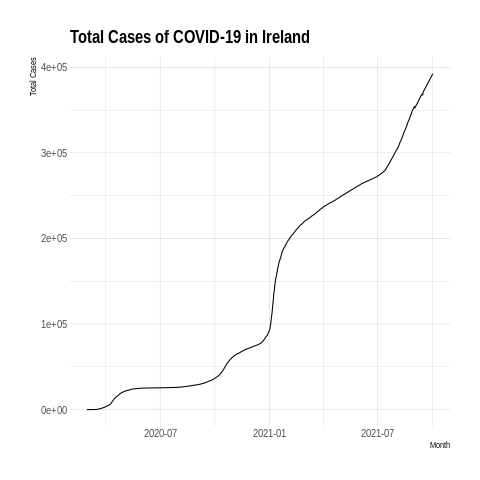 Total Cases of COVID-19 in Ireland
Total Cases
4e+05
3e+05
2e+05
1e+05
0e+00
2020-07
2021-01
2021-07
Month